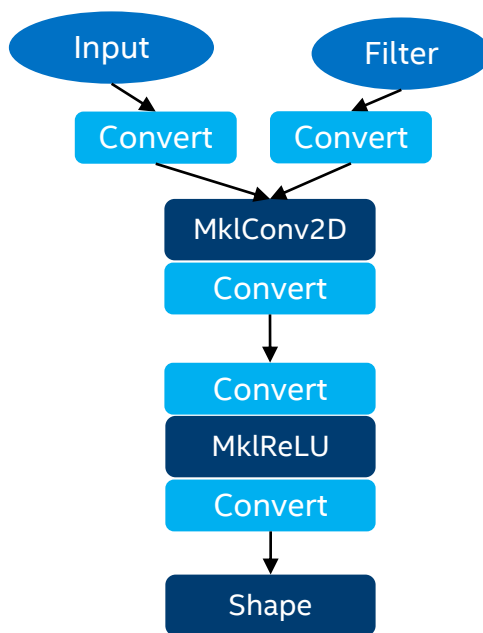 Input
Filter
Convert
Convert
MklConv2D
Convert
Convert
MklReLU
Convert
Shape